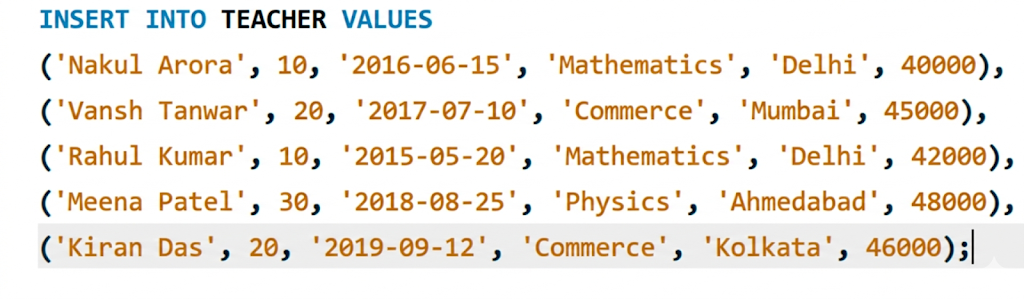 INSERT INTO TEACHER VALUES
('Nakul Arora', 10, '2016-06-15', 'Mathematics', 'Delhi', 40000),
('Vansh Tanwar', 20, '2017-07-10', 'Commerce', 'Mumbai', 45000),
('Rahul Kumar', 10, '2015-05-20', 'Mathematics', 'Delhi', 42000),
('Meena Patel', 30, '2018-08-25', 'Physics', 'Ahmedabad', 48000),
('Kiran Das', 20, '2019-09-12', 'Commerce', 'Kolkata', 46000);